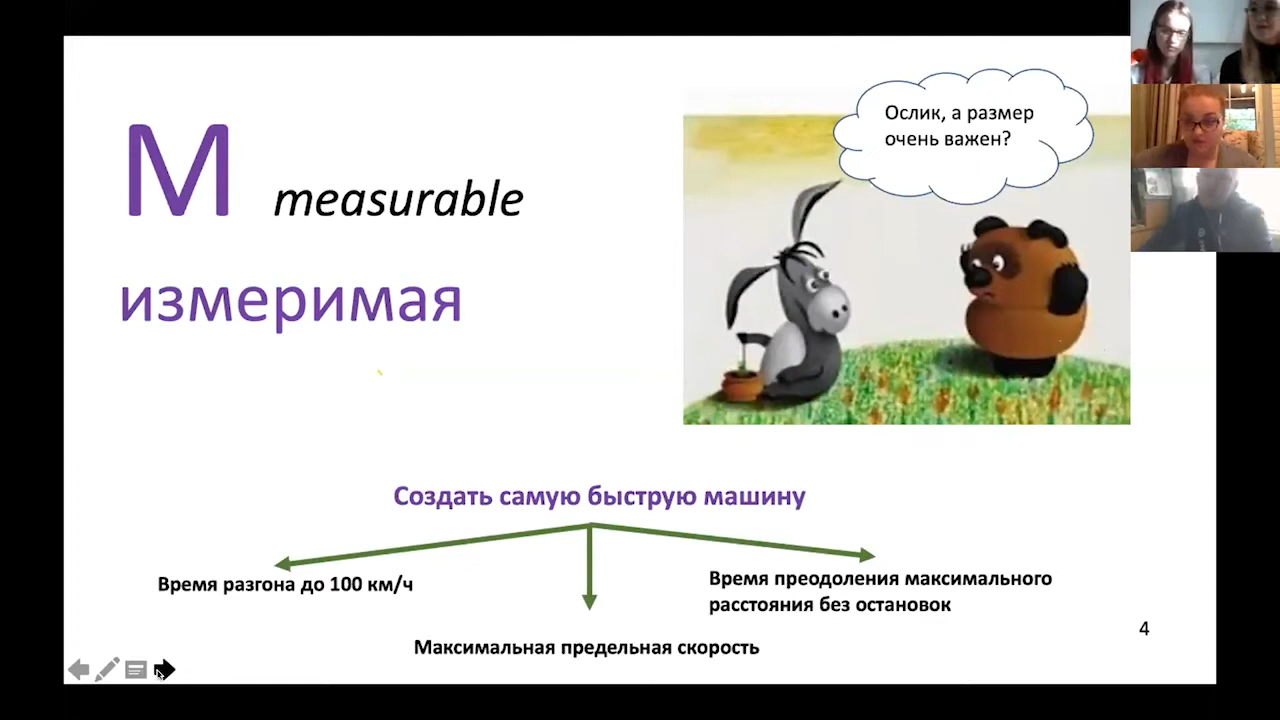 M measurable
измеримая
Ослик, а размер
очень важен?
Создать самую быструю машину
Время разгона до 100 км/ч
Максимальная предельная скорость
Время преодоления максимального
расстояния без остановок
4